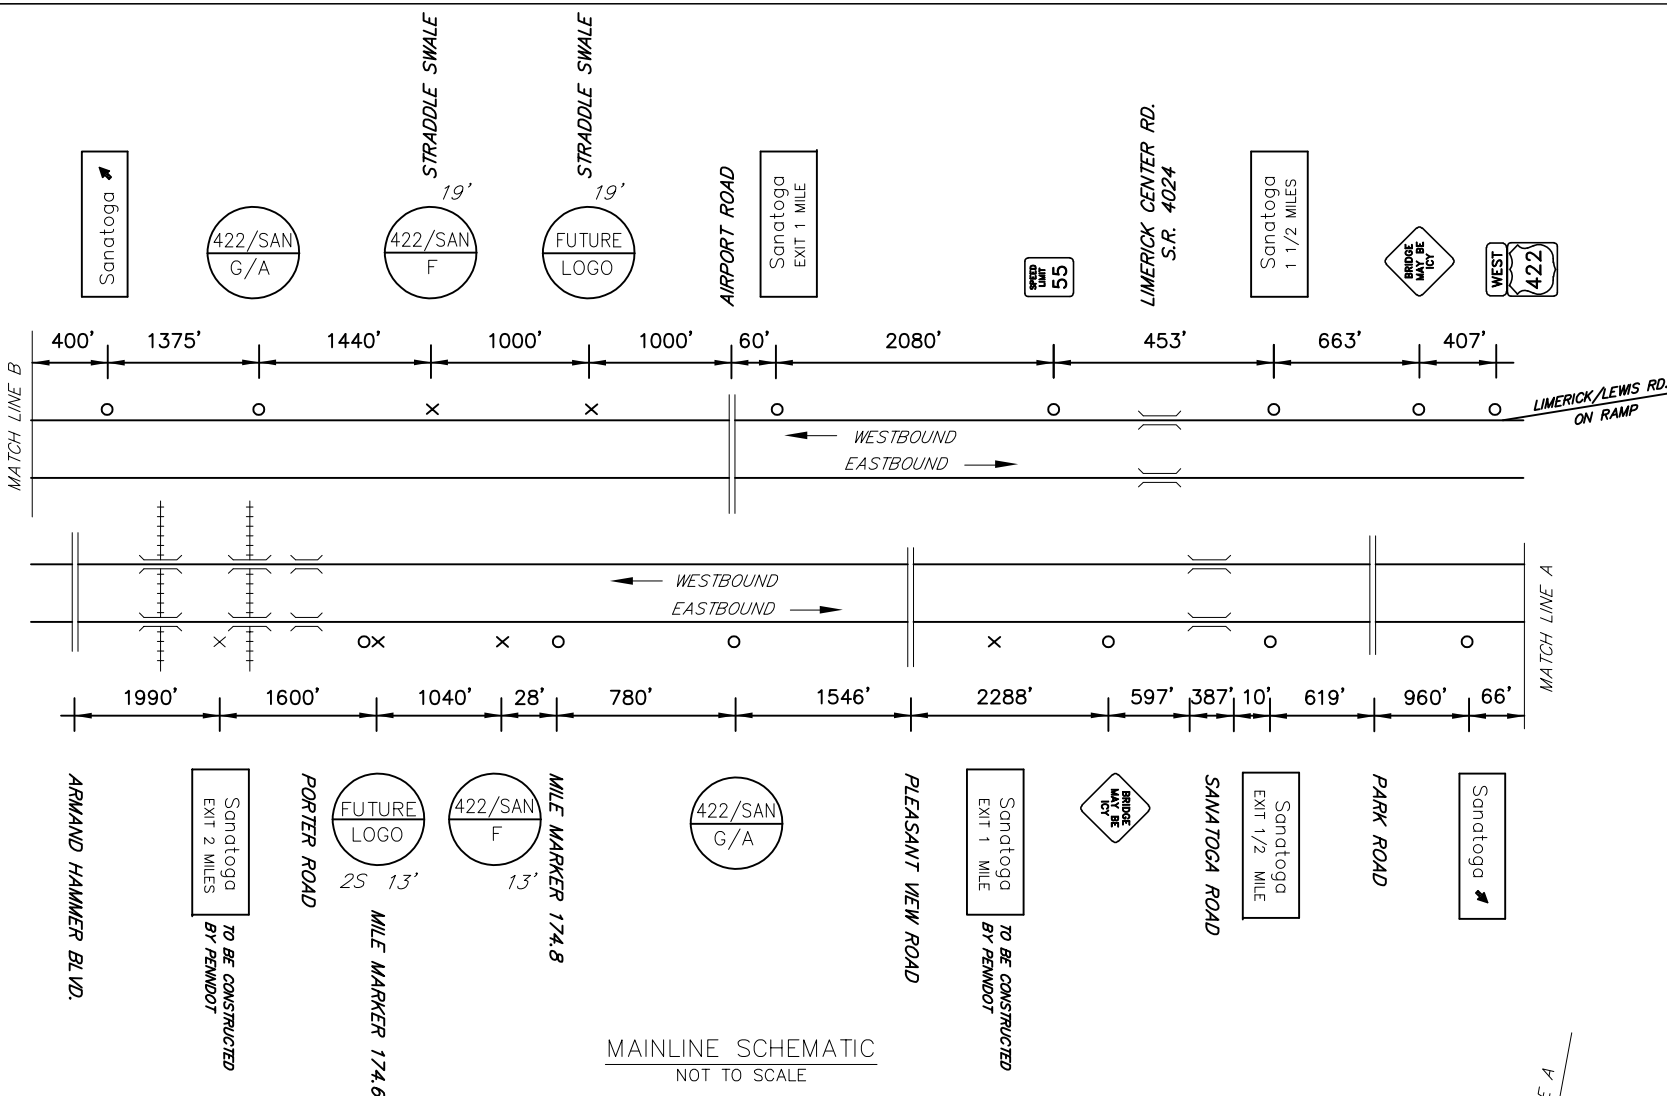 STRADDLE SWALE
STRADDLE SWALE
19'
19'
Sanatoga
422/SAN
G/A
422/SAN
F
FUTURE
LOGO
AIRPORT ROAD
Sanatoga
EXIT 1 MILE
SPEED
LIMIT
55
LIMERICK CENTER RD.
S.R. 4024
Sanatoga
1 1/2 MILES
BRIDGE
MAY BE
ICY
WEST
422
400' 1375' 1440' 1000' 1000' 60' 2080' 453' 663' 407'
MATCH LINE B
LIMERICK/LEWIS RD.
ON RAMP
WESTBOUND
EASTBOUND
WESTBOUND
EASTBOUND
MATCH LINE A
1990' 1600' 1040' 28' 780' 1546' 2288' 597' 387' 10' 619' 960' 66'
ARMAND HAMMER BLVD.
Sanatoga
EXIT 2 MILES
TO BE CONSTRUCTED
BY PENNDOT
PORTER ROAD
FUTURE
LOGO
2S 13'
MILE MARKER 174.6
422/SAN
F
13'
MILE MARKER 174.8
422/SAN
G/A
PLEASANT VIEW ROAD
Sanatoga
EXIT 1 MILE
TO BE CONSTRUCTED
BY PENNDOT
BRIDGE
MAY BE
ICY
SANATOGA ROAD
Sanatoga
EXIT 1/2 MILE
PARK ROAD
Sanatoga
MAINLINE SCHEMATIC
NOT TO SCALE
E A